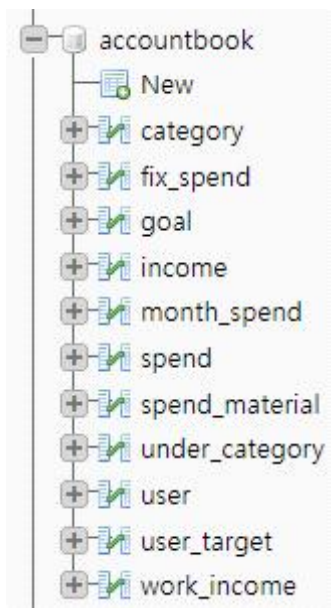 accountbook
New
category
fix_spend
goal
income
month_spend
spend
spend_material
under_category
user
user_target
work_income